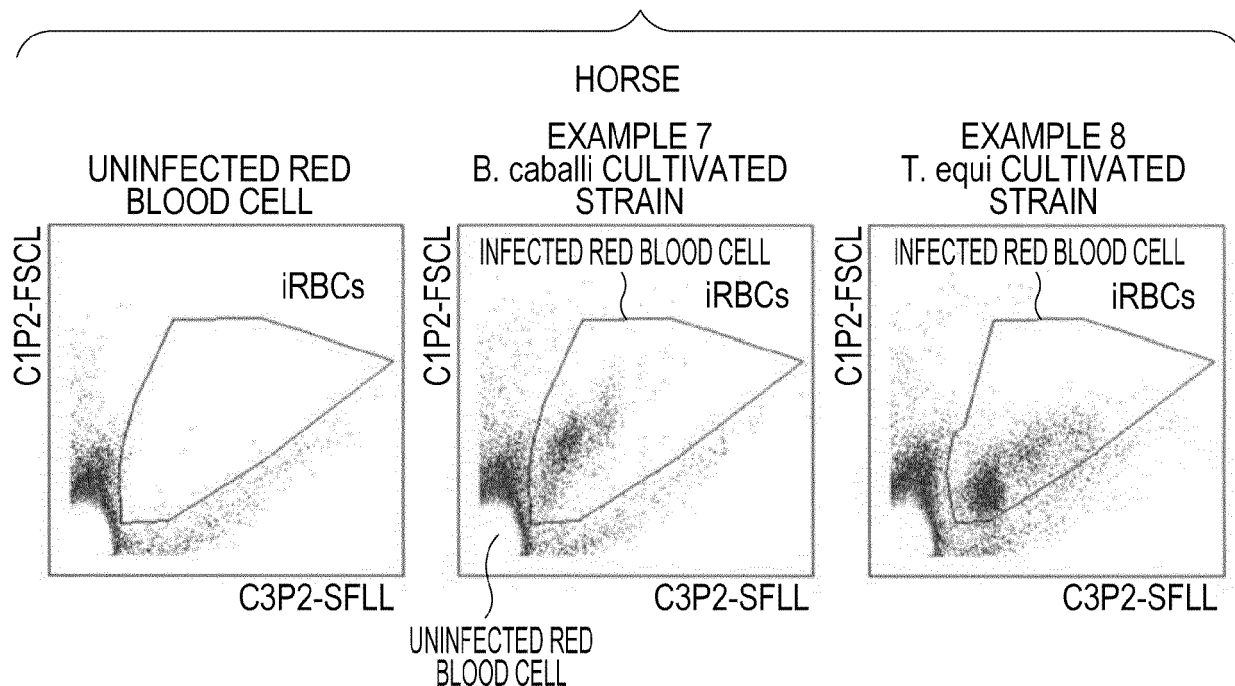 HORSE
UNINFECTED RED
BLOOD CELL
C1P2-FSCL
iRBCs
C3P2-SFLL
EXAMPLE 7
B. caballi CULTIVATED
STRAIN
C1P2-FSCL
INFECTED RED BLOOD CELL
iRBCs
C3P2-SFLL
UNINFECTED RED
BLOOD CELL
EXAMPLE 8
T. equi CULTIVATED
STRAIN
C1P2-FSCL
INFECTED RED BLOOD CELL
iRBCs
C3P2-SFLL